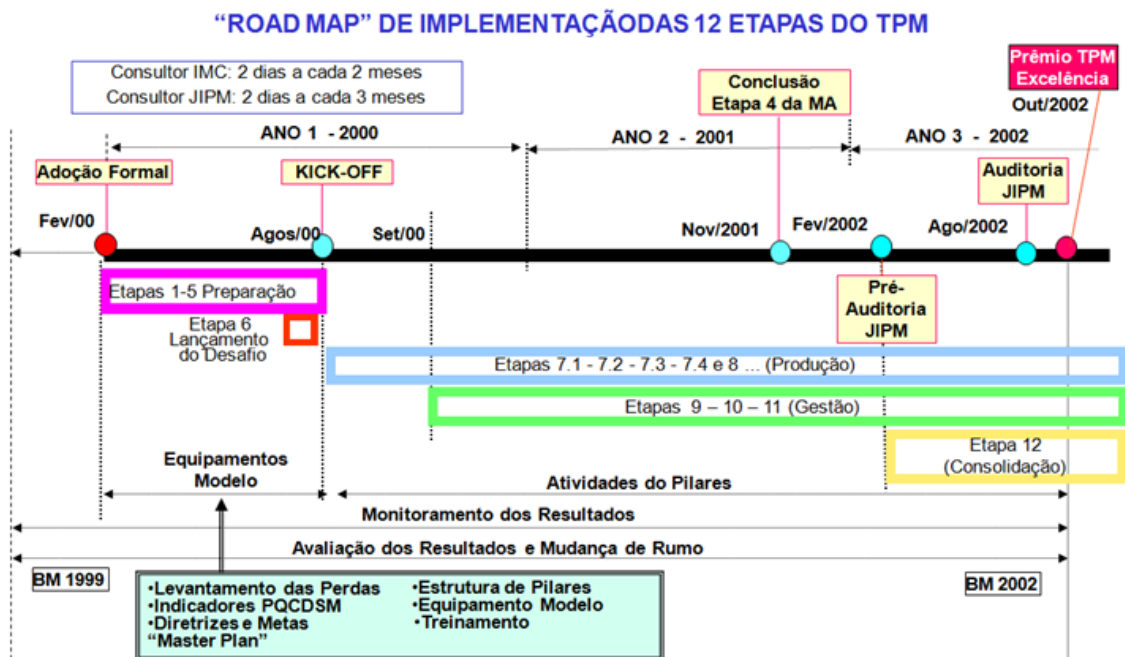 “ROAD MAP” DE IMPLEMENTAÇÃODAS 12 ETAPAS DO TPM
Consultor IMC: 2 dias a cada 2 meses
Consultor JIPM: 2 dias a cada 3 meses
Conclusão
Etapa 4 da MA
Prêmio TPM
Excelência
Out/2002
ANO 1 - 2000
ANO 2 - 2001
ANO 3 - 2002
Adoção Formal
KICK-OFF
Auditoria
JIPM
Fev/00
Agos/00
Set/00
Nov/2001
Fev/2002
Ago/2002
Etapas 1-5 Preparação
Etapa 6
Lançamento
do Desafio
Pré-
Auditoria
JIPM
Etapas 7.1 - 7.2 - 7.3 - 7.4 e 8 ... (Produção)
Etapas 9 – 10 – 11 (Gestão)
Etapa 12
(Consolidação)
Equipamentos
Modelo
Atividades do Pilares
Monitoramento dos Resultados
Avaliação dos Resultados e Mudança de Rumo
BM 1999
BM 2002
•Levantamento das Perdas
•Indicadores PQCDSM
•Diretrizes e Metas
“Master Plan”
•Estrutura de Pilares
•Equipamento Modelo
•Treinamento